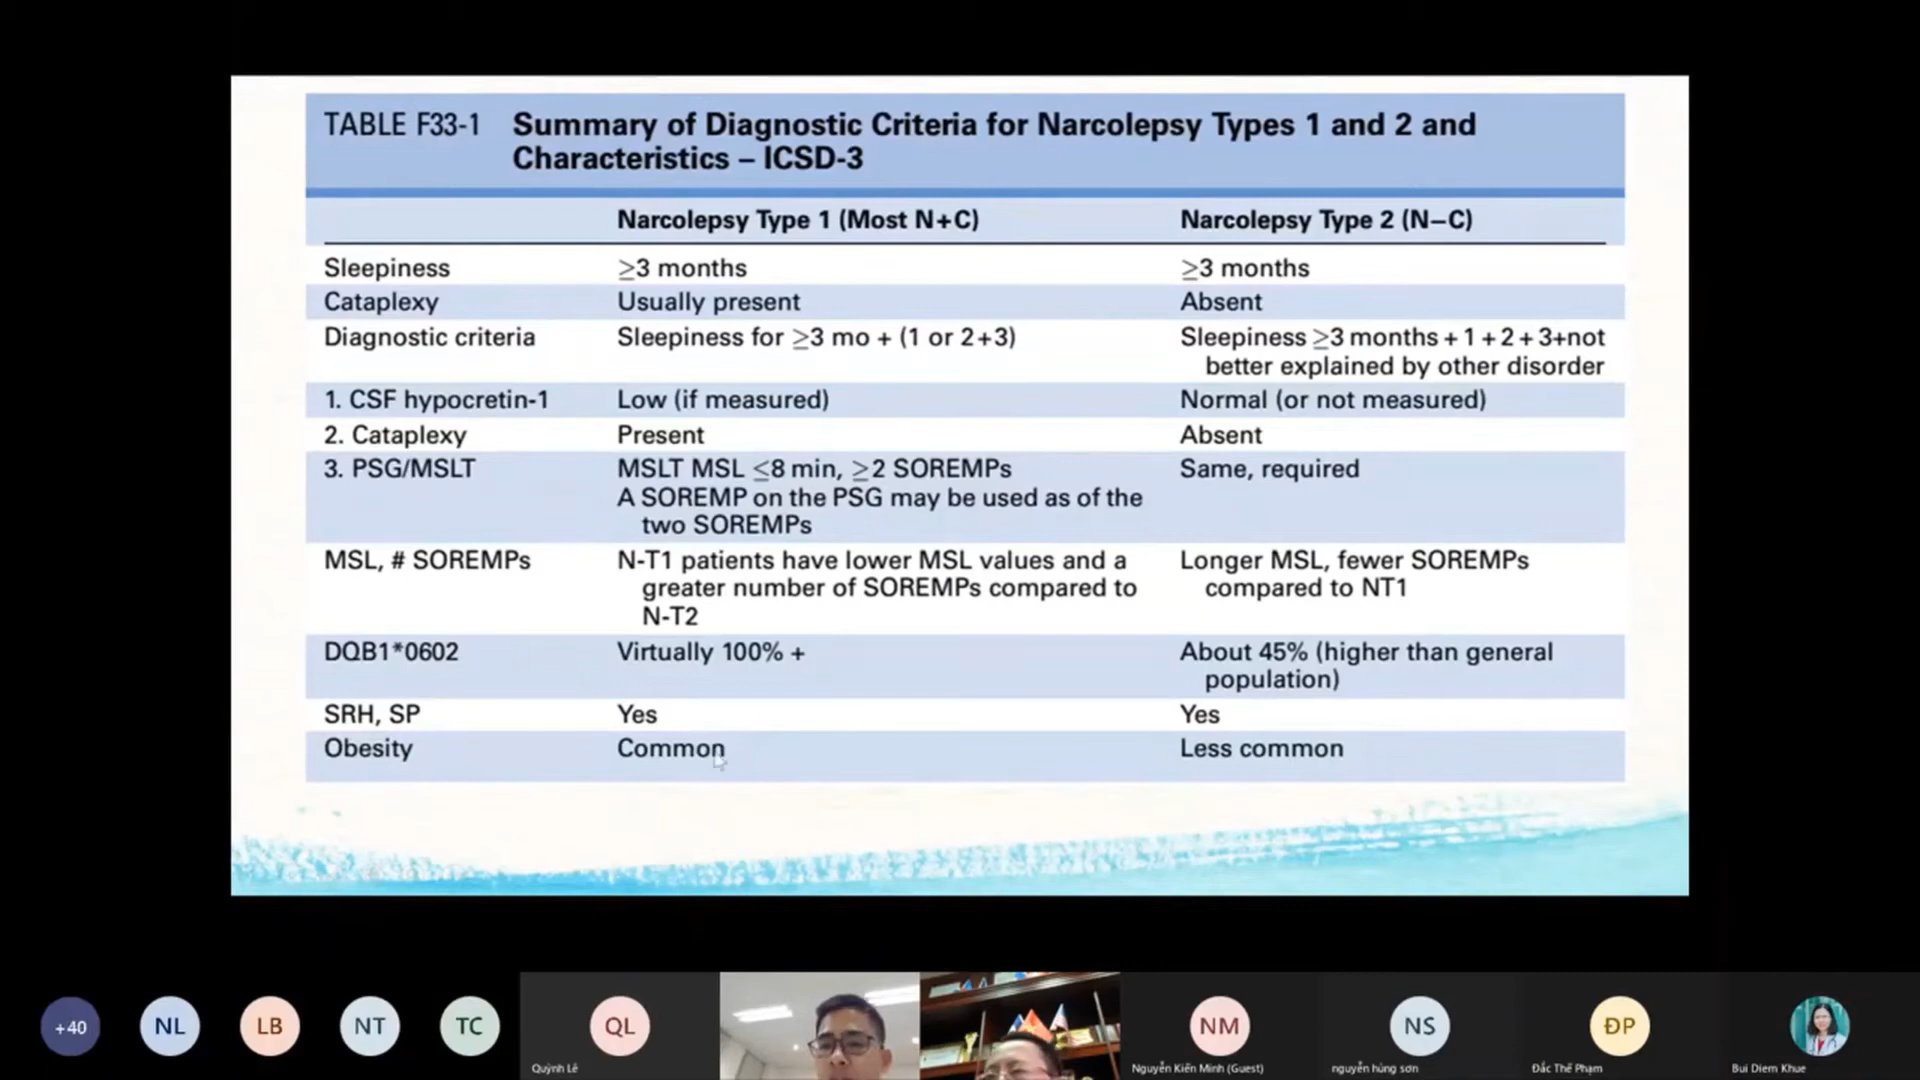 TABLE F33-1 Summary of Diagnostic Criteria for Narcolepsy Types 1 and 2 and
Characteristics – ICSD-3
Narcolepsy Type 1 (Most N+C) Narcolepsy Type 2 (N–C)
Sleepiness ≥3 months ≥3 months
Cataplexy Usually present Absent
Diagnostic criteria Sleepiness for ≥3 mo + (1 or 2+3) Sleepiness ≥3 months + 1 + 2 + 3+not
better explained by other disorder
1. CSF hypocretin-1 Low (if measured) Normal (or not measured)
2. Cataplexy Present Absent
3. PSG/MSLT MSLT MSL ≤8 min, ≥2 SOREMPs Same, required
A SOREMP on the PSG may be used as of the
two SOREMPs
MSL, # SOREMPs N-T1 patients have lower MSL values and a Longer MSL, fewer SOREMPs
greater number of SOREMPs compared to compared to NT1
N-T2
DQB1*0602 Virtually 100% + About 45% (higher than general
population)
SRH, SP Yes Yes
Obesity Common Less common
+40 NL LB NT TC QL NM NS ĐP
Quỳnh Lê Nguyễn Kiến Minh (Guest) nguyễn hùng sơn Đắc Thế Phạm Bui Diem Khue